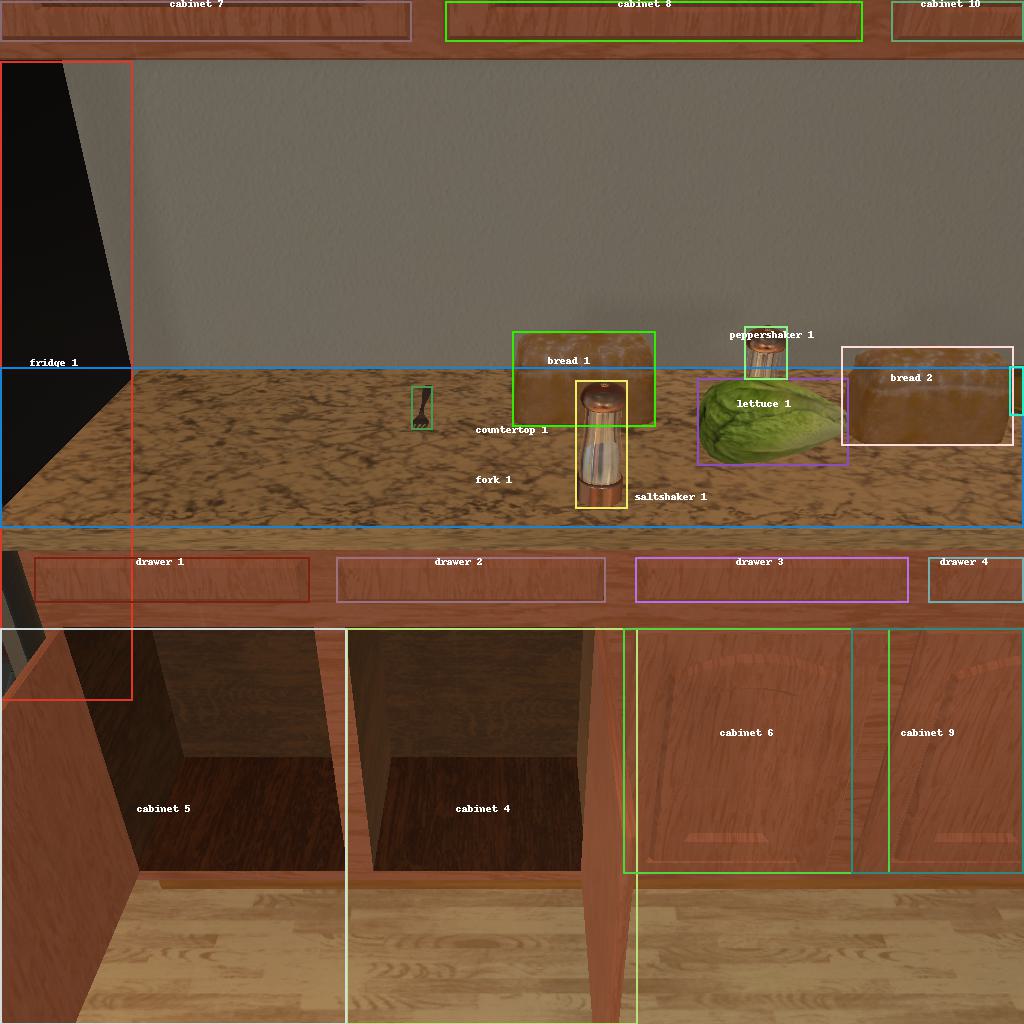 cabinet 7
cabinet 8
cabinet 10
peppershaker 1
bread 1
fridge 1
bread 2
lettuce 1
countertop 1
fork 1
saltshaker 1
drawer 1
drawer 2
drawer 3
drawer 4
cabinet 6
cabinet 9
cabinet 5
cabinet 4